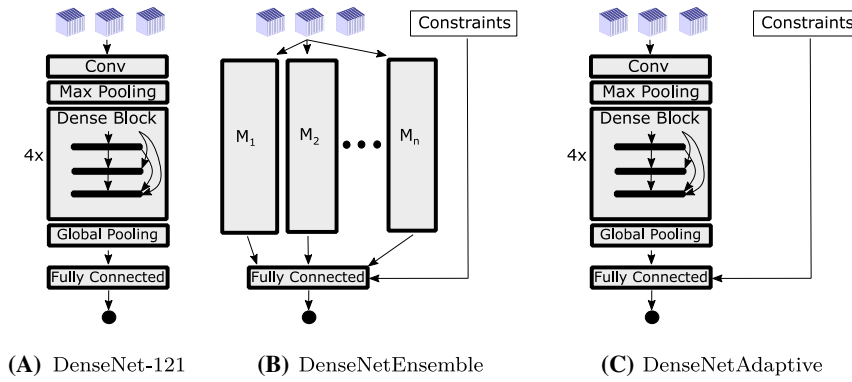 Conv
Max Pooling
Dense Block
4x
Global Pooling
Fully Connected
(A) DenseNet-121
Constraints
M1
M2
Mn
Fully Connected
(B) DenseNetEnsemble
Constraints
Conv
Max Pooling
Dense Block
4x
Global Pooling
Fully Connected
(C) DenseNetAdaptive